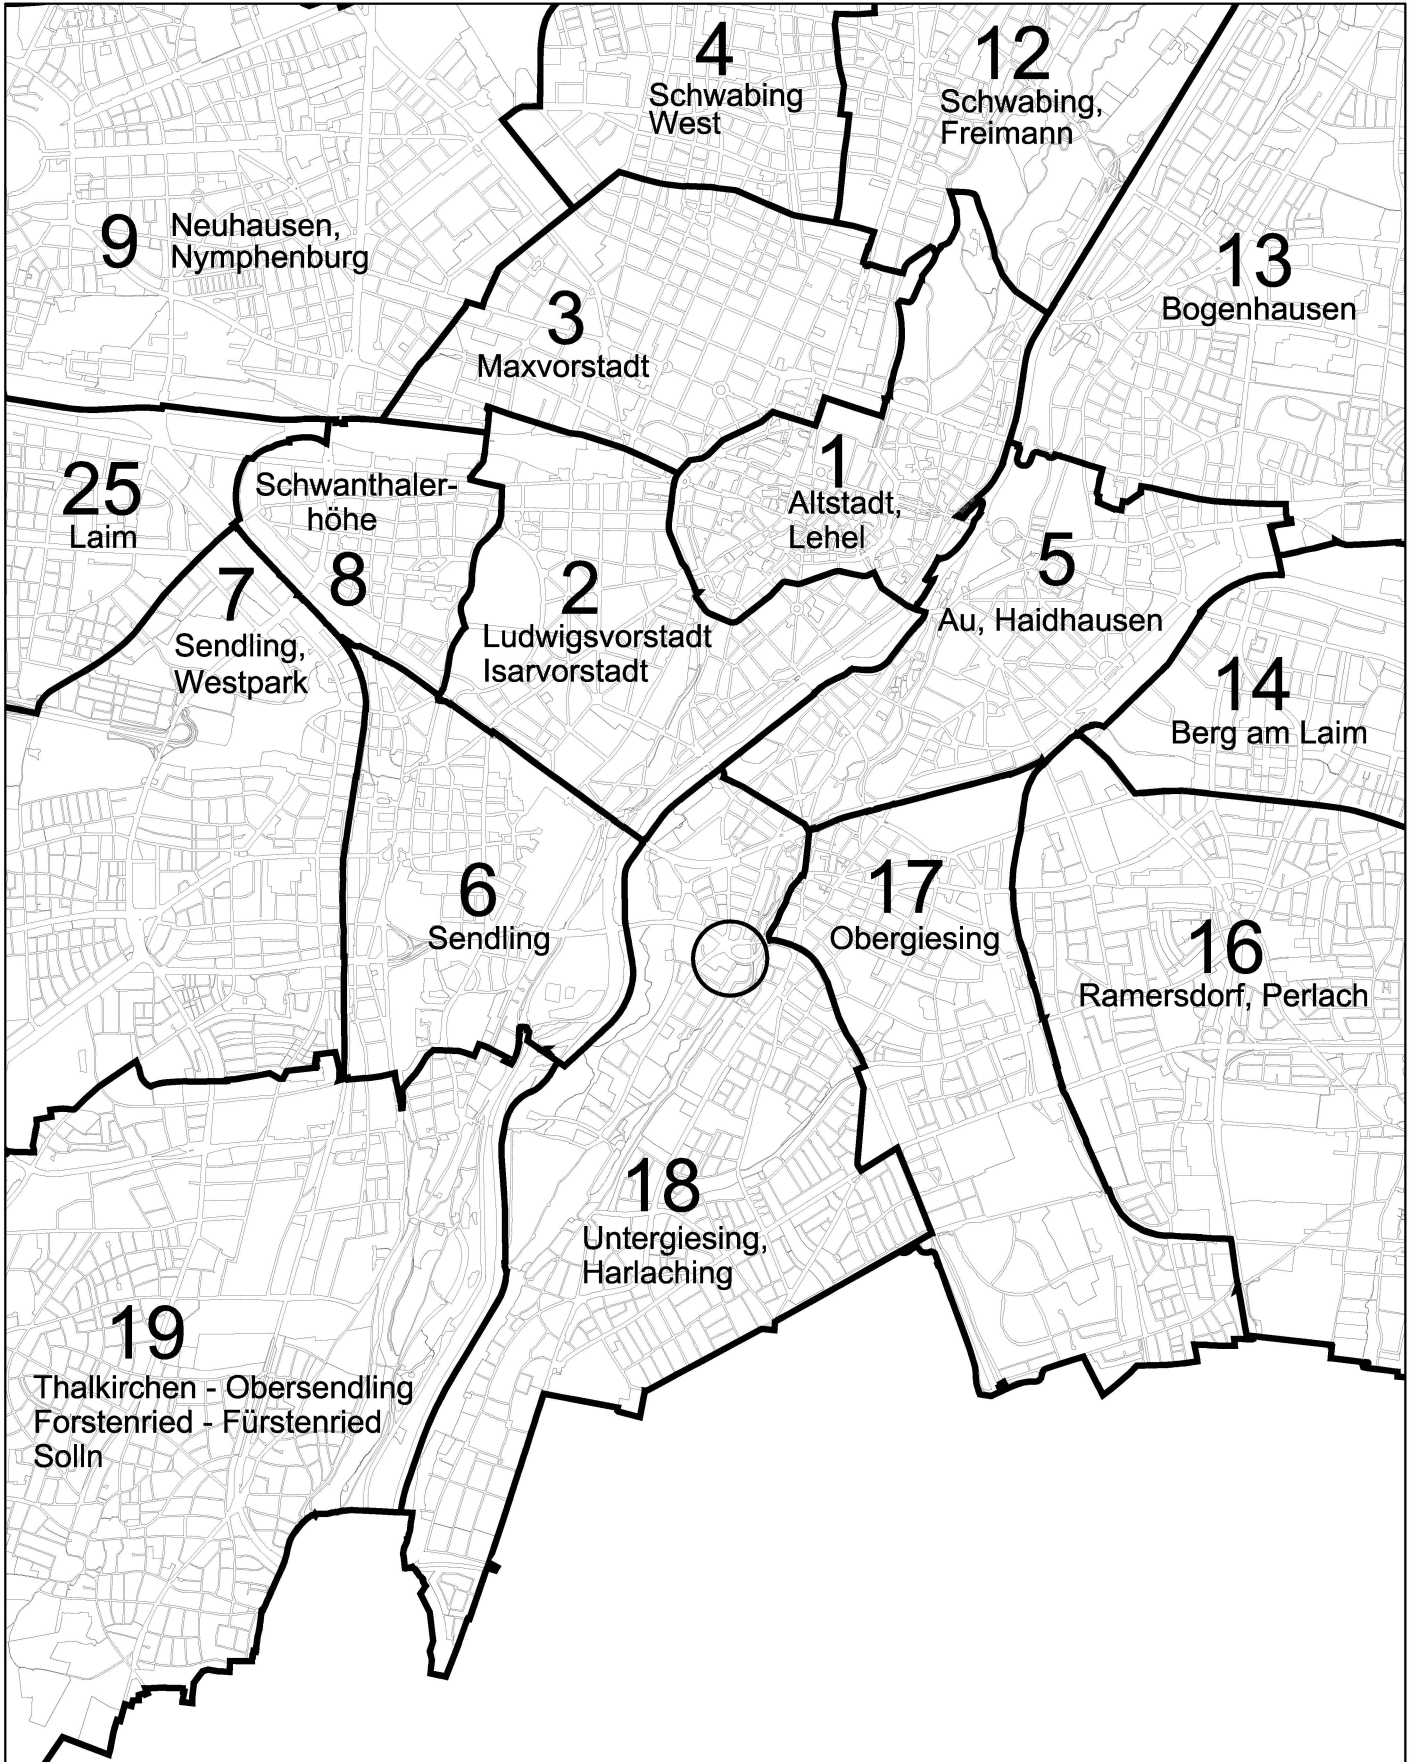 4
Schwabing
West
12
Schwabing,
Freimann
9
Neuhausen,
Nymphenburg
13
Bogenhausen
3
Maxvorstadt
25
Laim
Schwanthaler-
höhe
8
1
Altstadt,
Lehel
5
Au, Haidhausen
7
Sendling,
Westpark
2
Ludwigsvorstadt
Isarvorstadt
14
Berg am Laim
6
Sendling
17
Obergiesing
16
Ramersdorf, Perlach
18
Untergiesing,
Harlaching
19
Thalkirchen - Obersendling
Forstenried - Fürstenried
Solln